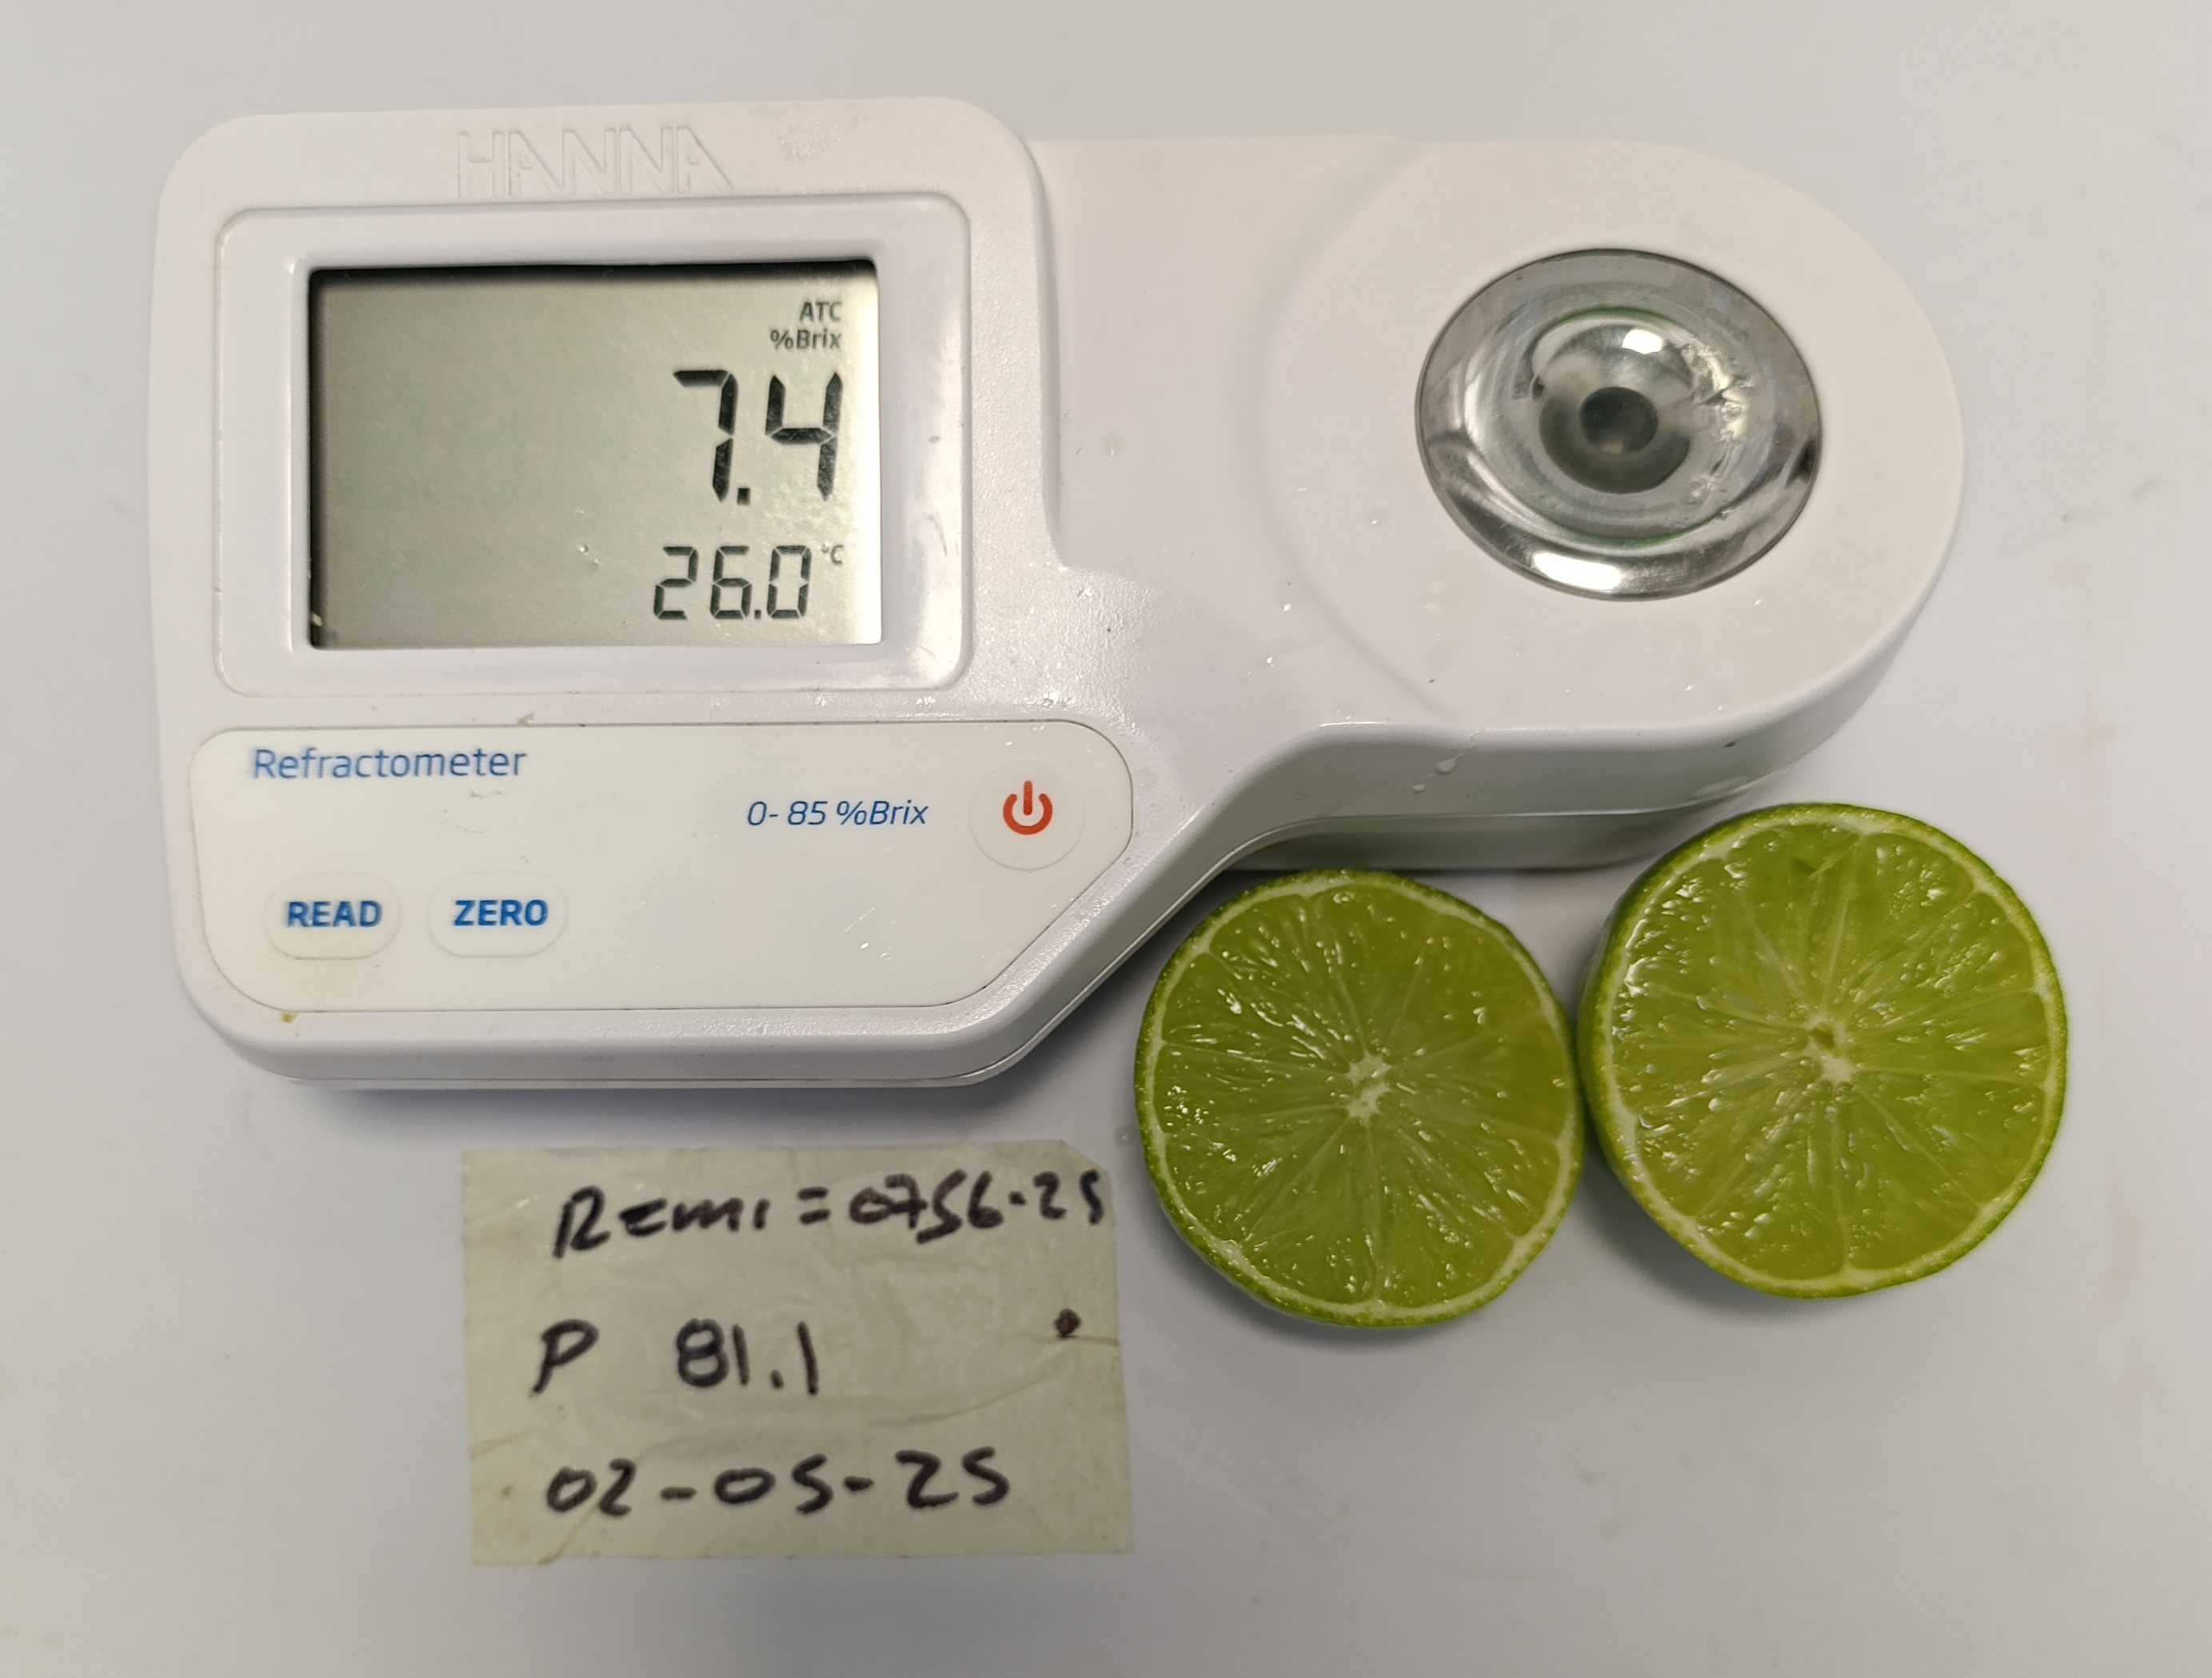 HANNA
ATC
%Brix
7.4
26.0 °C
Refractometer
0-85 %Brix
READ ZERO
Remi = 0756-25
P 81.1
02-05-25